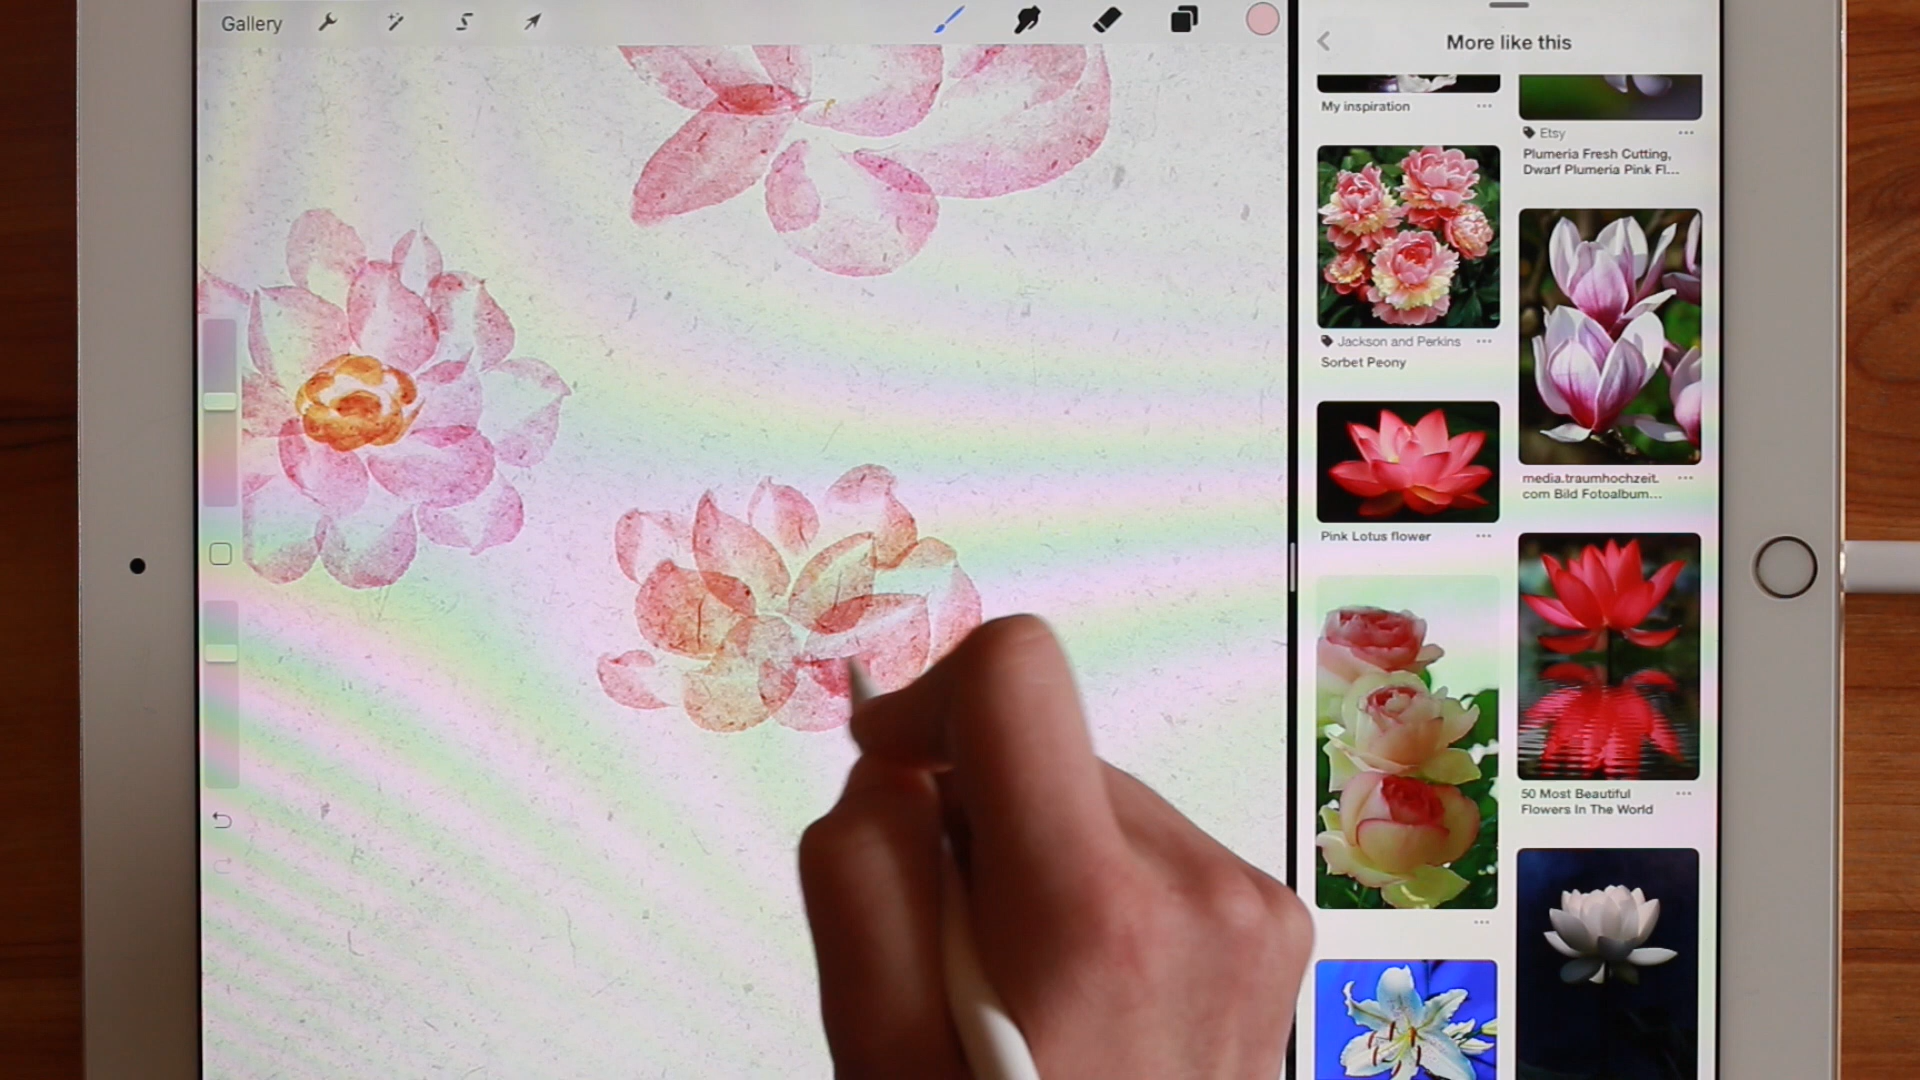 Gallery
More like this
My inspiration
Etsy
Plumeria Fresh Cutting,
Dwarf Plumeria Pink Fl...
Jackson and Perkins
Sorbet Peony
media.traumhochzeit.
com Bild Fotoalbum...
Pink Lotus flower
50 Most Beautiful
Flowers In The World